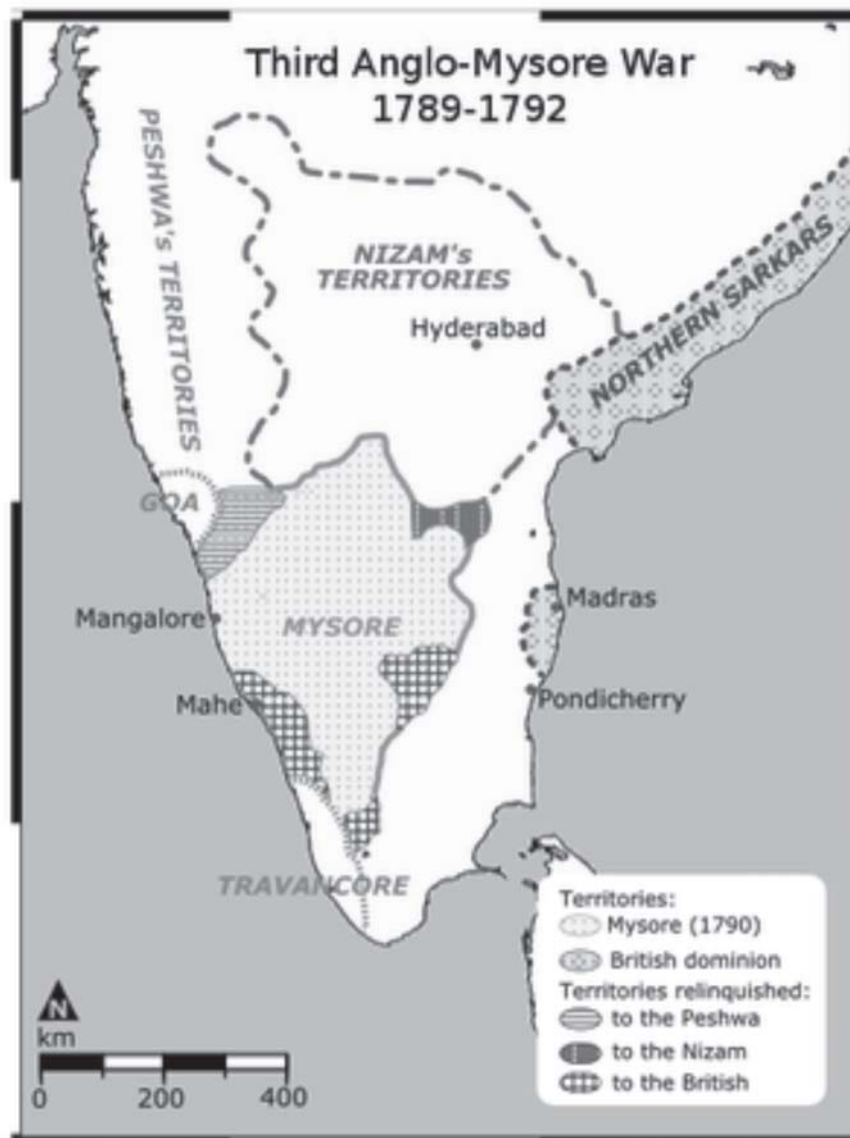 Third Anglo-Mysore War
1789-1792
PESHWA's TERRITORIES
NIZAM's
TERRITORIES
Hyderabad
NORTHERN SARKARS
GOA
Mangalore
MYSORE
Madras
Mahe
Pondicherry
TRAVANCORE
Territories:
Mysore (1790)
British dominion
Territories relinquished:
to the Peshwa
to the Nizam
to the British
N
km
0 200 400